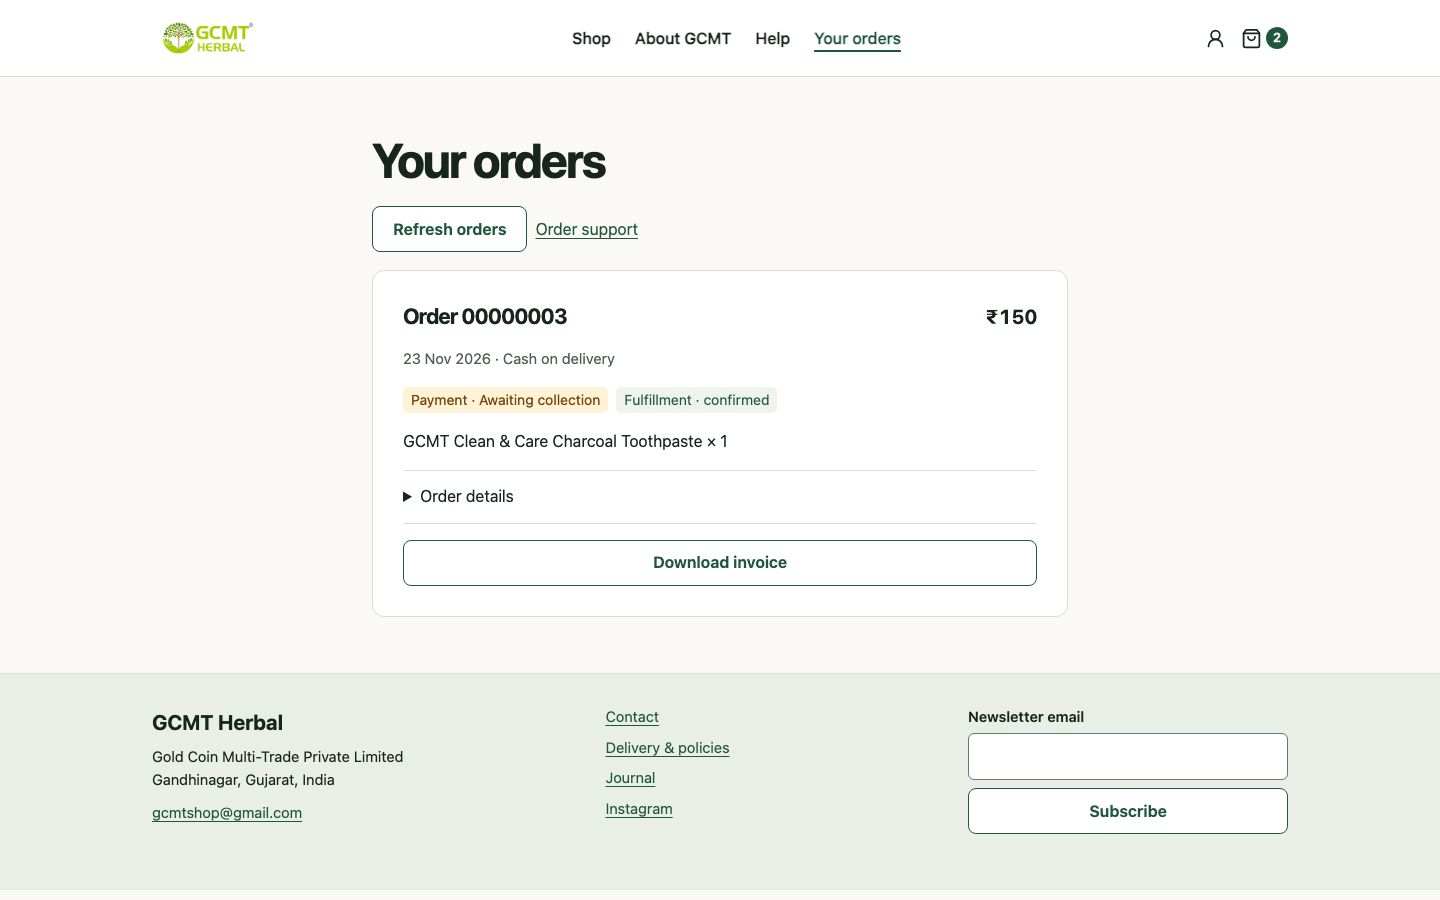 GCMT®
HERBAL
Shop
About GCMT
Help
Your orders
2
Your orders
Refresh orders
Order support
Order 00000003
₹150
23 Nov 2026 · Cash on delivery
Payment · Awaiting collection
Fulfillment · confirmed
GCMT Clean & Care Charcoal Toothpaste × 1
Order details
Download invoice
GCMT Herbal
Gold Coin Multi-Trade Private Limited
Gandhinagar, Gujarat, India
gcmtshop@gmail.com
Contact
Delivery & policies
Journal
Instagram
Newsletter email
Subscribe